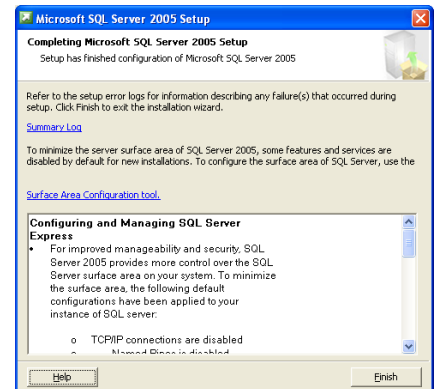 Microsoft SQL Server 2005 Setup
Completing Microsoft SQL Server 2005 Setup
Setup has finished configuration of Microsoft SQL Server 2005
Refer to the setup error logs for information describing any failure(s) that occurred during
setup. Click Finish to exit the installation wizard.
Summary Log
To minimize the server surface area of SQL Server 2005, some features and services are
disabled by default for new installations. To configure the surface area of SQL Server, use the
Surface Area Configuration tool.
Configuring and Managing SQL Server
Express
• For improved manageability and security, SQL
Server 2005 provides more control over the SQL
Server surface area on your system. To minimize
the surface area, the following default
configurations have been applied to your
instance of SQL server:
o TCP/IP connections are disabled
o Named Pipes is disabled
Help
Finish